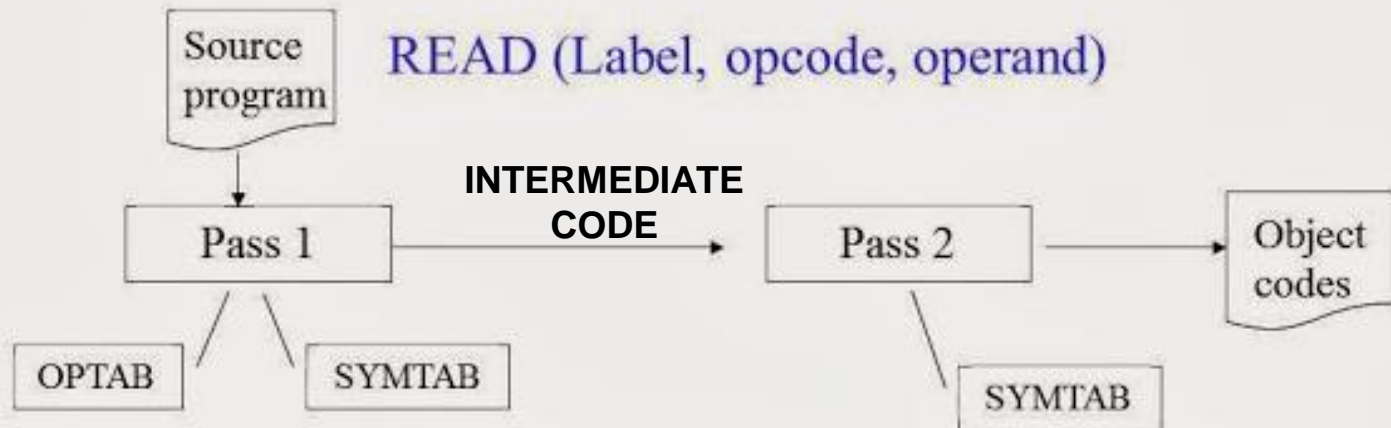 Source
program
READ (Label, opcode, operand)
INTERMEDIATE
CODE
Pass 1
Pass 2
Object
codes
OPTAB
SYMTAB
SYMTAB